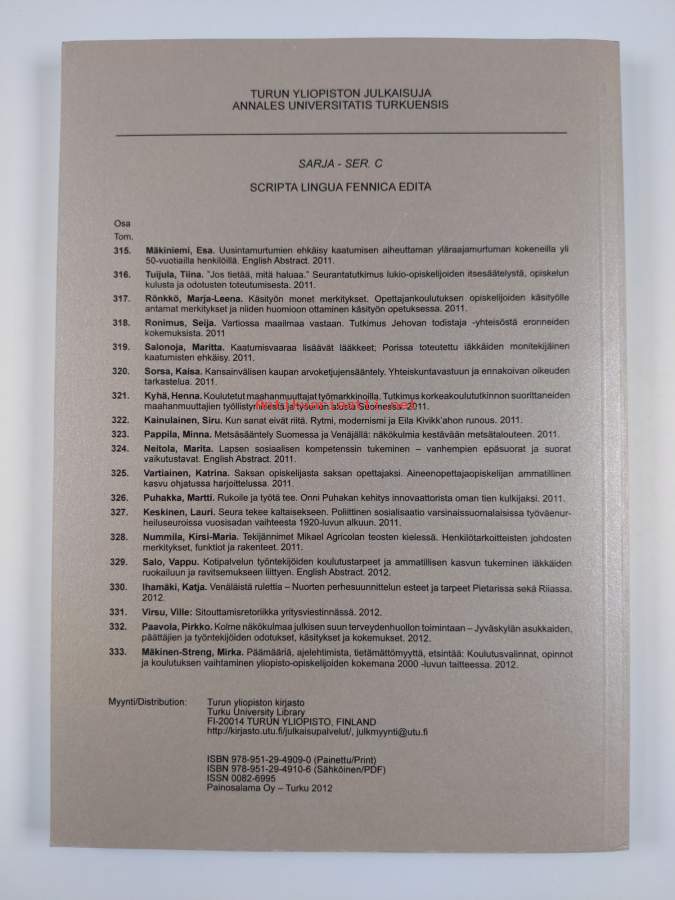 TURUN YLIOPISTON JULKAISUJA
ANNALES UNIVERSITATIS TURKUENSIS
SARJA - SER. C
SCRIPTA LINGUA FENNICA EDITA
Osa
Tom.
315. Mäkiniemi, Esa. Uusintamurtumien ehkäisy kaatumisen aiheuttaman yläraajamurtuman kokeneilla yli
50-vuotiailla henkilöillä. English Abstract. 2011.
316. Tuijula, Tiina. "Jos tietää, mitä haluaa." Seurantatutkimus lukio-opiskelijoiden itsesäätelystä, opiskelun
kulusta ja odotusten toteutumisesta. 2011.
317. Rönkkö, Marja-Leena. Käsityön monet merkitykset. Opettajankoulutuksen opiskelijoiden käsityölle
antamat merkitykset ja niiden huomioon ottaminen käsityön opetuksessa. 2011.
318. Ronimus, Seija. Vartiossa maailmaa vastaan. Tutkimus Jehovan todistaja -yhteisöstä eronneiden
kokemuksista. 2011
319. Salonoja, Maritta. Kaatumisvaaraa lisäävät lääkkeet; Porissa toteutettu iäkkäiden monitekijäinen
kaatumisten ehkäisy. 2011.
320. Sorsa, Kaisa. Kansainvälisen kaupan arvoketjujensääntely. Yhteiskuntavastuun ja ennakoivan oikeuden
tarkastelua. 2011.
321. Kyhä, Henna. Koulutetut maahanmuuttajat työmarkkinoilla. Tutkimus korkeakoulututkinnon suorittaneiden
maahanmuuttajien työllistymisestä ja työuran alusta Suomessa. 2011.
322. Kainulainen, Siru. Kun sanat eivät riitä. Rytmi, modernismi ja Eila Kivikk'ahon runous. 2011.
323. Pappila, Minna. Metsäsääntely Suomessa ja Venäjällä: näkökulmia kestävään metsätalouteen. 2011.
324. Neitola, Marita. Lapsen sosiaalisen kompetenssin tukeminen – vanhempien epäsuorat ja suorat
vaikutustavat. English Abstract. 2011.
325. Vartiainen, Katrina. Saksan opiskelijasta saksan opettajaksi. Aineenopettajaopiskelijan ammatillinen
kasvu ohjatussa harjoittelussa. 2011.
326. Puhakka, Martti. Rukoile ja työtä tee. Onni Puhakan kehitys innovaattorista oman tien kulkijaksi. 2011.
327. Keskinen, Lauri. Seura tekee kaltaisekseen. Poliittinen sosialisaatio varsinaissuomalaisissa työväenur-
heiluseuroissa vuosisadan vaihteesta 1920-luvun alkuun. 2011.
328. Nummila, Kirsi-Maria. Tekijännimet Mikael Agricolan teosten kielessä. Henkilötarkoitteisten johdosten
merkitykset, funktiot ja rakenteet. 2011.
329. Salo, Vappu. Kotipalvelun työntekijöiden koulutustarpeet ja ammatillisen kasvun tukeminen iäkkäiden
ruokailuun ja ravitsemukseen liittyen. English Abstract. 2012.
330. Ihamäki, Katja. Venäläistä rulettia – Nuorten perhesuunnittelun esteet ja tarpeet Pietarissa sekä Riiassa.
2012.
331. Virsu, Ville: Sitouttamisretoriikka yritysviestinnässä. 2012.
332. Paavola, Pirkko. Kolme näkökulmaa julkisen suun terveydenhuollon toimintaan – Jyväskylän asukkaiden,
päättäjien ja työntekijöiden odotukset, käsitykset ja kokemukset. 2012.
333. Mäkinen-Streng, Mirka. Päämääriä, ajelehtimista, tietämättömyyttä, etsintää: Koulutusvalinnat, opinnot
ja koulutuksen vaihtaminen yliopisto-opiskelijoiden kokemana 2000 -luvun taitteessa. 2012.
Myynti/Distribution: Turun yliopiston kirjasto
Turku University Library
FI-20014 TURUN YLIOPISTO, FINLAND
http://kirjasto.utu.fi/julkaisupalvelut/, julkmyynti@utu.fi
ISBN 978-951-29-4909-0 (Painettu/Print)
ISBN 978-951-29-4910-6 (Sähköinen/PDF)
ISSN 0082-6995
Painosalama Oy – Turku 2012